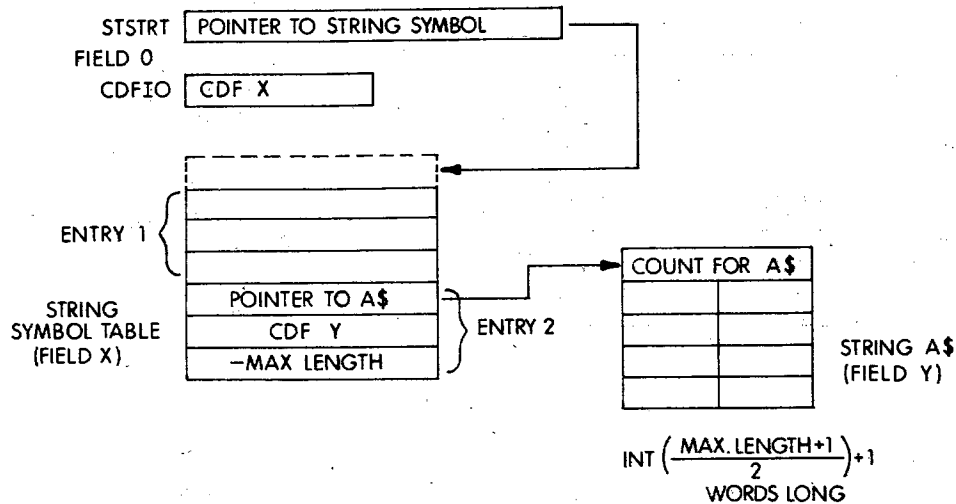 STSTRT POINTER TO STRING SYMBOL
FIELD 0
CDFIO CDF X
ENTRY 1
POINTER TO A$
CDF Y
−MAX LENGTH
ENTRY 2
STRING
SYMBOL TABLE
(FIELD X)
COUNT FOR A$
STRING A$
(FIELD Y)
INT (MAX. LENGTH+1 / 2) +1
WORDS LONG